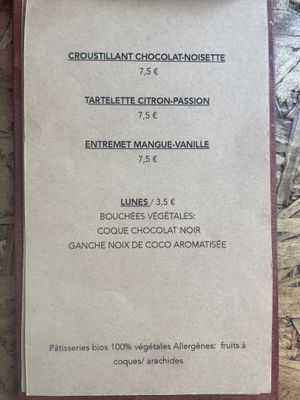 CROUSTILLANT CHOCOLAT-NOISETTE
7,5 €
TARTELETTE CITRON-PASSION
7,5 €
ENTREMET MANGUE-VANILLE
7,5 €
LUNES / 3,5 €
BOUCHÉES VÉGÉTALES:
COQUE CHOCOLAT NOIR
GANCHE NOIX DE COCO AROMATISÉE
Pâtisseries bios 100% végétales Allergènes: fruits à
coques/ arachides